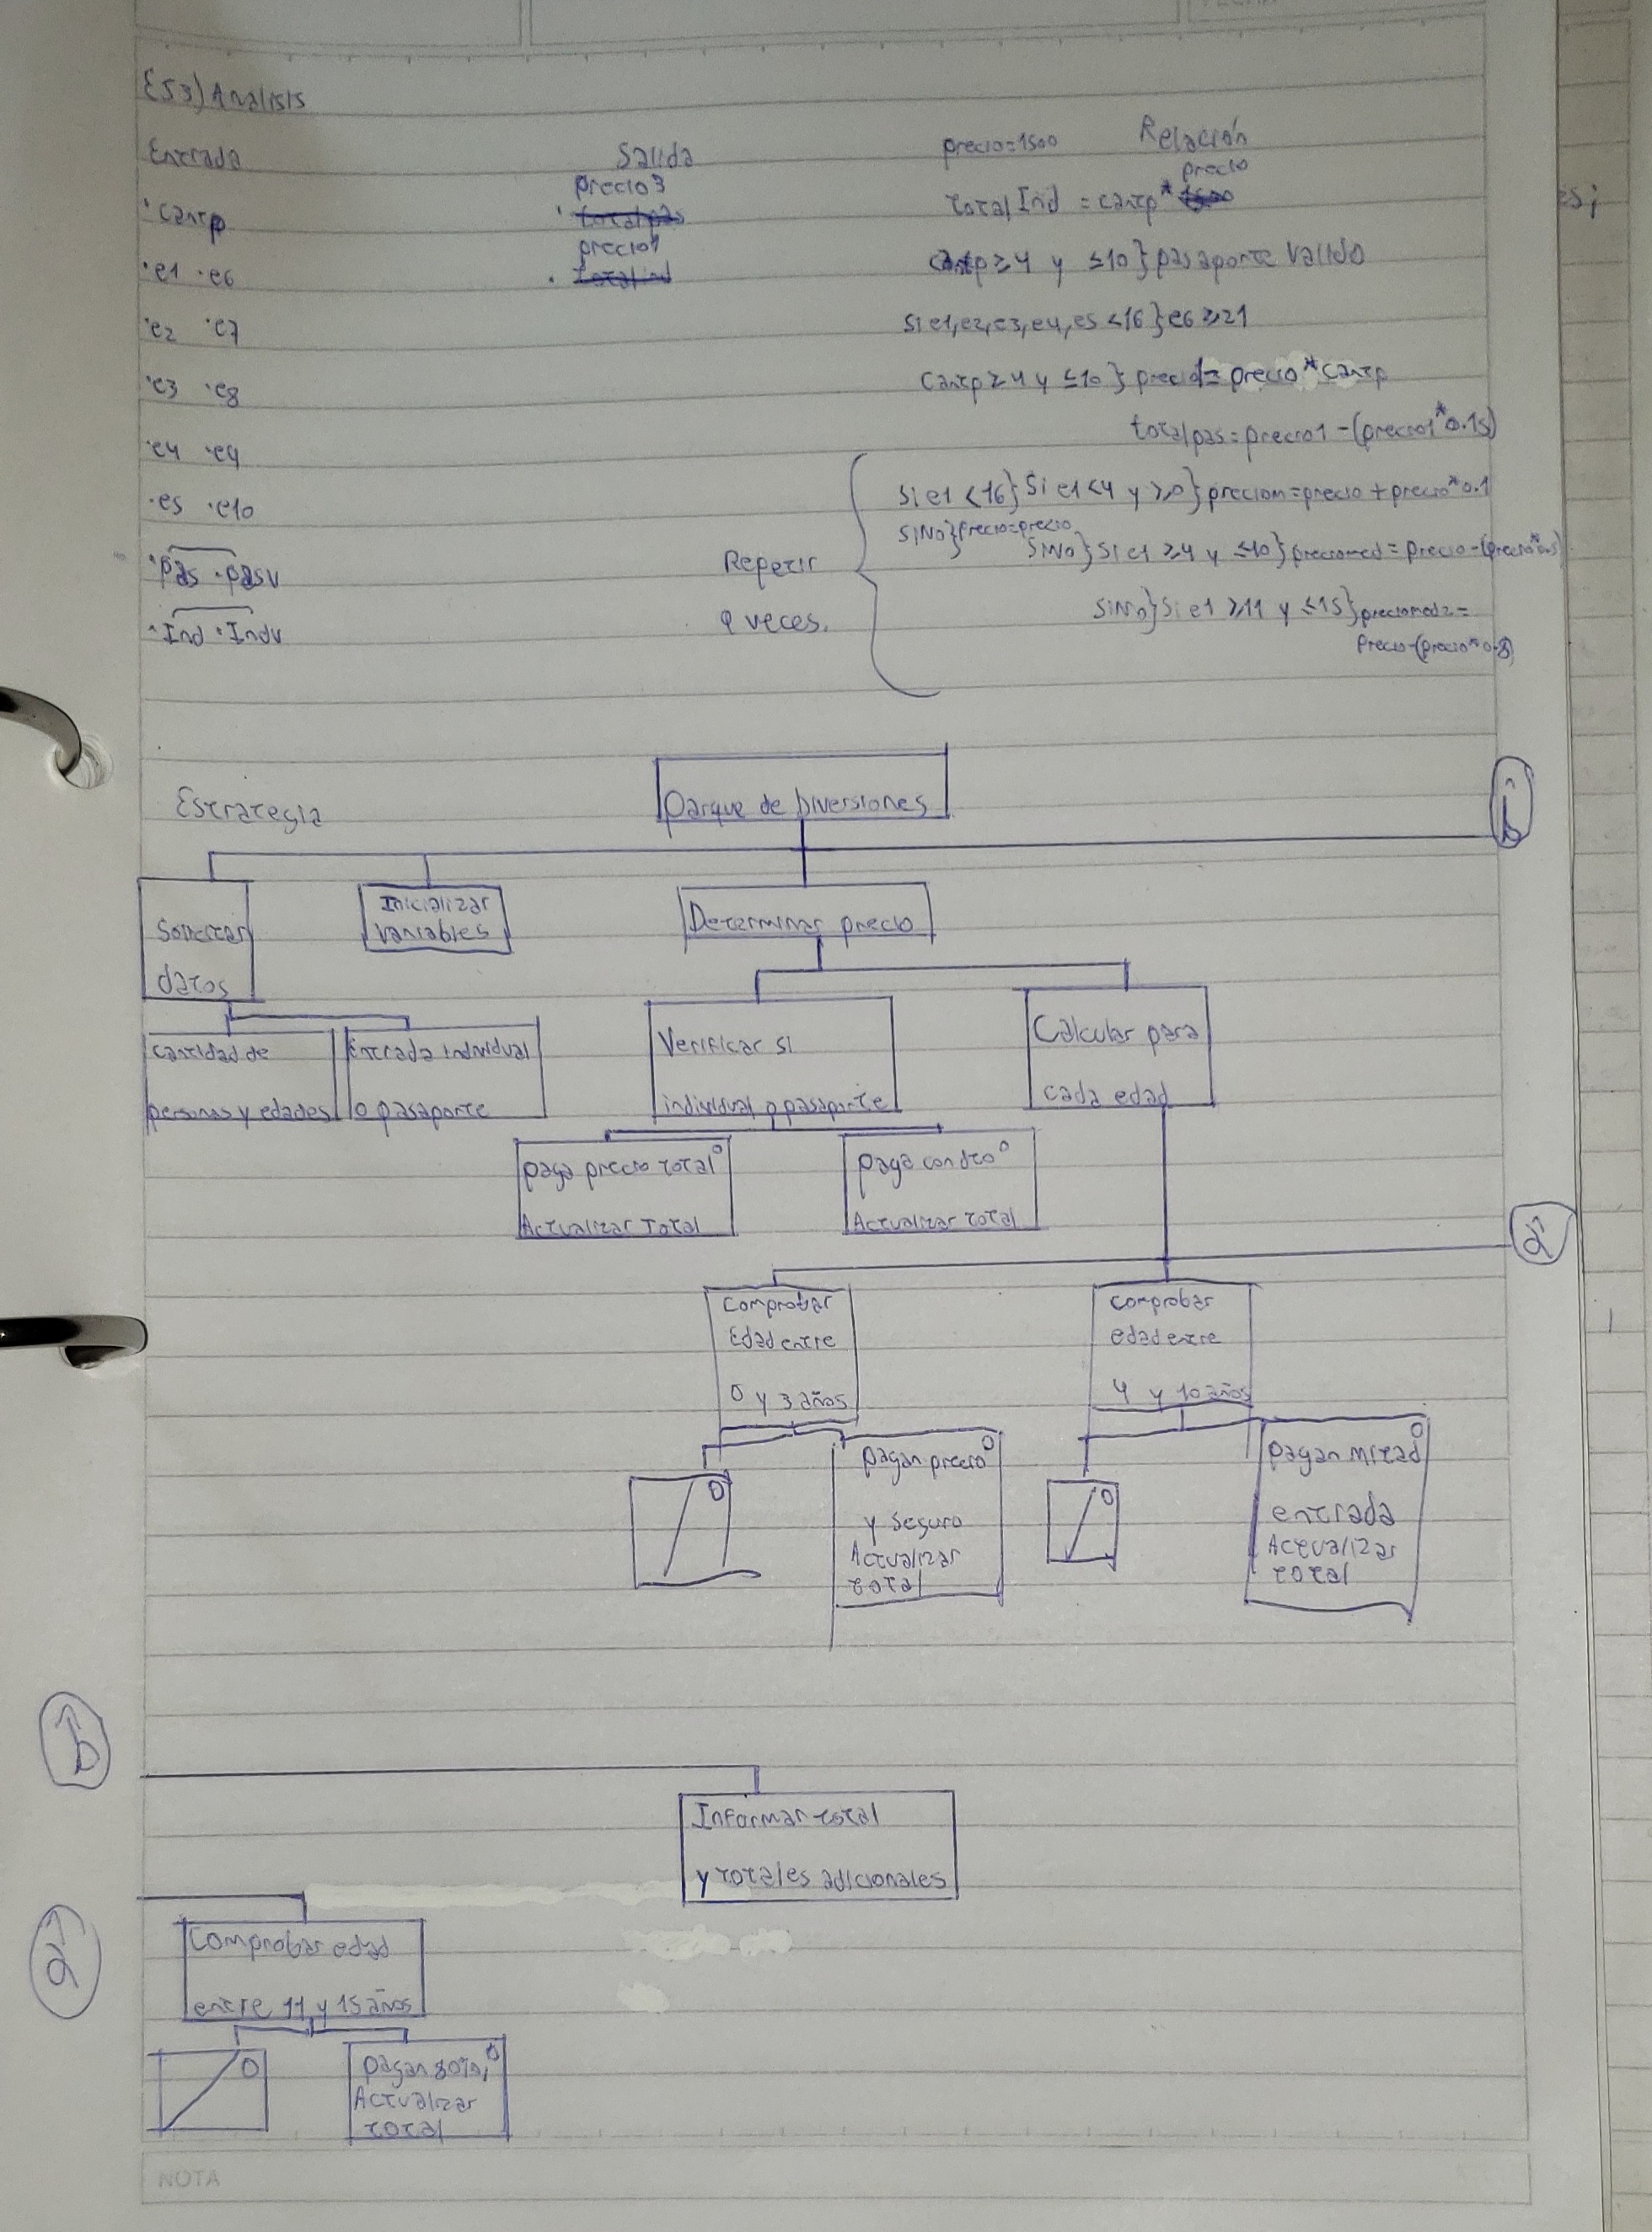 E53) Analisis
Entrada
Salida
precio=1500
Relación
·cantp
precio3
precio1
precio
total Ind = cantp*
cantp ≥ 4 y ≤10} pasaporte valido
·e1 ·e6
·e2 ·e7
si e1,e2,e3,e4,e5 <16} e6 ≥21
·e3 ·e8
cantp ≥ 4 y ≤10} precio1= precio*cantp
total pas = precio1 - (precio1*0.15)
·e4 ·e9
·e5 ·e10
si e1 <16} Si e1<4 y ≥0} preciom=precio + precio*0.1
SiNo} precio=precio
SiNo} si e1 ≥4 y ≤10} preciomed = precio-(precio*0.5)
·pas ·pasv
Repetir
9 veces.
SiNo} Si e1 ≥11 y ≤15} preciomed2=
precio-(precio*0.8)
·Ind ·Indv
Estrategia
Parque de Diversiones
b
Solicitar
datos
Inicializar
Variables
Determinar precio
cantidad de
personas y edades
Entrada individual
o pasaporte
Verificar si
individual o pasaporte
Calcular para
cada edad
paga precio total
Actualizar Total
paga con dto
Actualizar total
a
comprobar
Edad entre
0 y 3 años
comprobar
edad entre
4 y 10 años
pagan precio
y seguro
Actualizar
total
pagan mitad
entrada
Actualizar
total
b
Informar total
y totales adicionales
a
Comprobar edad
entre 11 y 15 años
pagan 80%,
Actualizar
total
NOTA